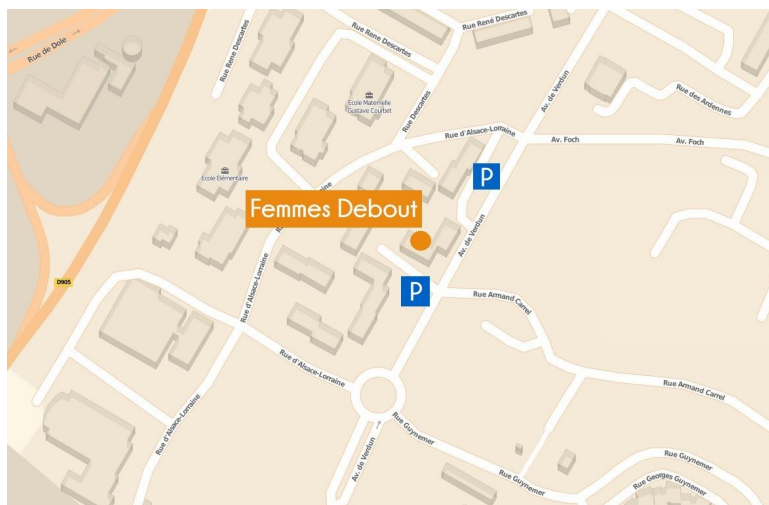 Rue René Descartes
Rue René Descartes
Rue de Dole
Rue René Descartes
Av. de Verdun
Rue des Ardennes
Ecole Maternelle
Gustave Courbet
Rue Descartes
Rue d'Alsace-Lorraine
Av. Foch
Av. Foch
Ecole Elémentaire
P
Rue d'Alsace-Lorraine
Femmes Debout
Av. de Verdun
D905
Rue d'Alsace-Lorraine
P
Rue Armand Carrel
Rue d'Alsace-Lorraine
Rue Armand Carrel
Rue d'Alsace-Lorraine
Av. de Verdun
Rue Guynemer
Rue Guynemer
Rue Guynemer
Rue Georges Guynemer